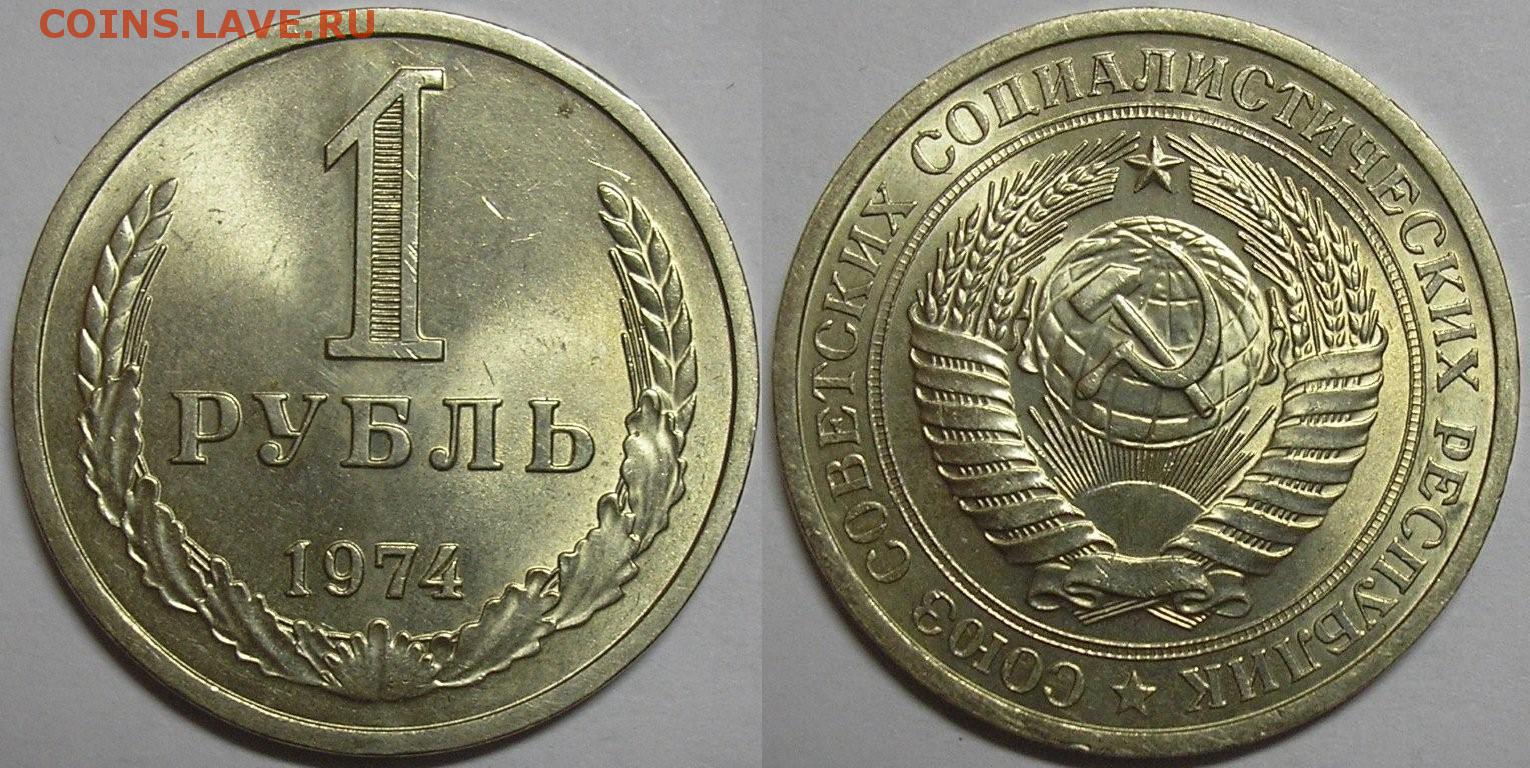 COINS.LAVE.RU
1
РУБЛЬ
1974
СОЮЗ СОВЕТСКИХ СОЦИАЛИСТИЧЕСКИХ РЕСПУБЛИК